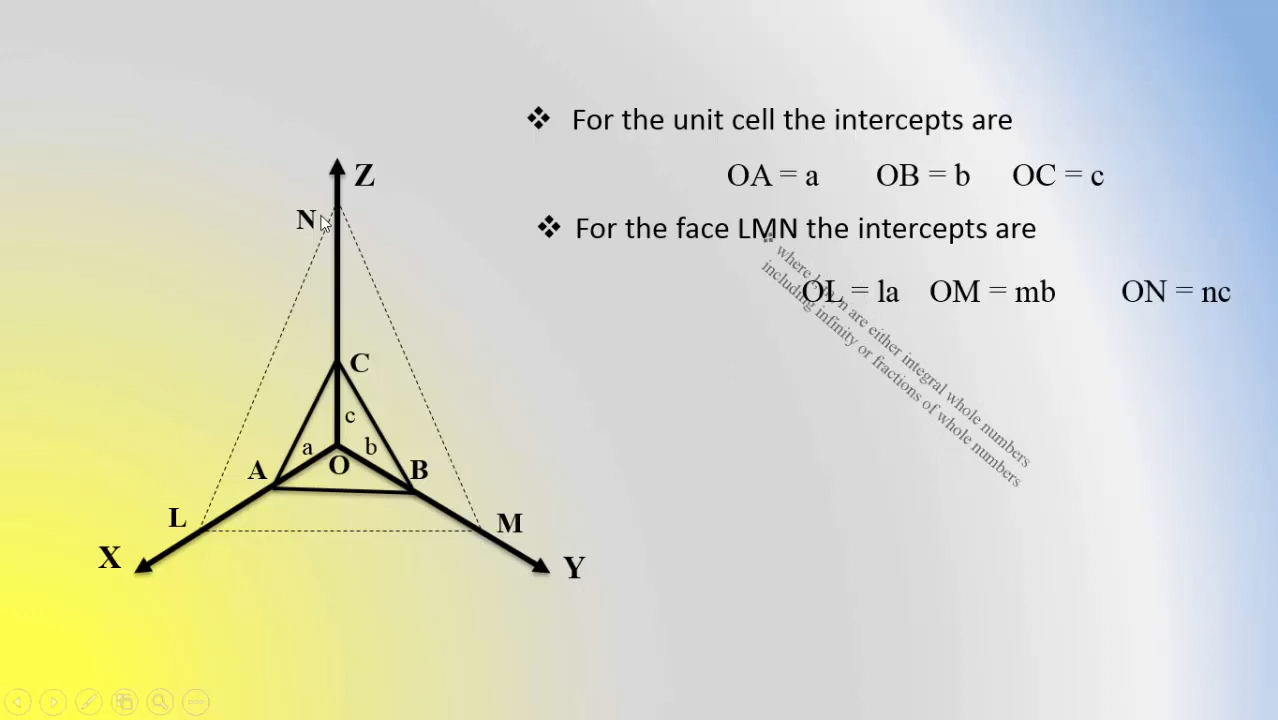 ❖ For the unit cell the intercepts are
OA = a OB = b OC = c
❖ For the face LMN the intercepts are
OL = la OM = mb ON = nc
❖ where l, n are either integral whole numbers
including infinity or fractions of whole numbers
Z
N
C
c
a b
O
A B
L M
X Y